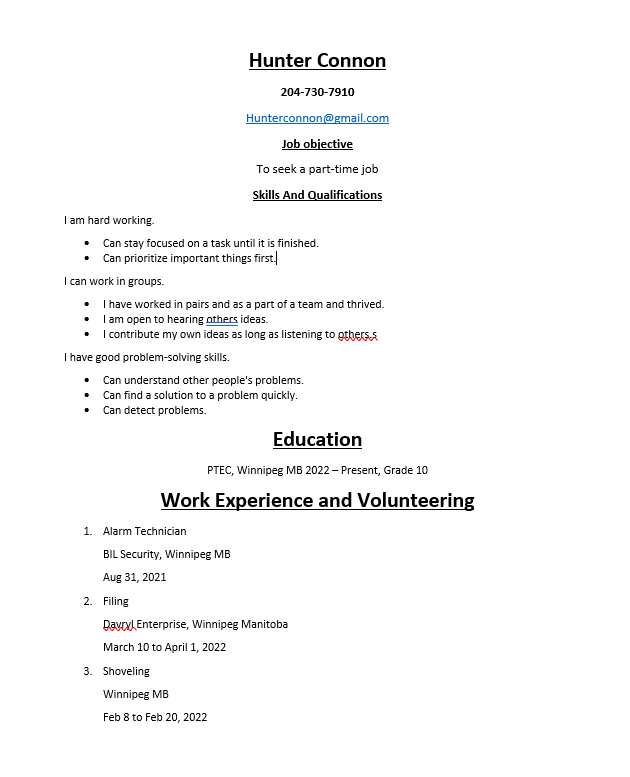 Hunter Connon
204-730-7910
Hunterconnon@gmail.com
Job objective
To seek a part-time job
Skills And Qualifications
I am hard working.
• Can stay focused on a task until it is finished.
• Can prioritize important things first.
I can work in groups.
• I have worked in pairs and as a part of a team and thrived.
• I am open to hearing others ideas.
• I contribute my own ideas as long as listening to others.s
I have good problem-solving skills.
• Can understand other people's problems.
• Can find a solution to a problem quickly.
• Can detect problems.
Education
PTEC, Winnipeg MB 2022 – Present, Grade 10
Work Experience and Volunteering
1. Alarm Technician
BIL Security, Winnipeg MB
Aug 31, 2021
2. Filing
Davryl Enterprise, Winnipeg Manitoba
March 10 to April 1, 2022
3. Shoveling
Winnipeg MB
Feb 8 to Feb 20, 2022